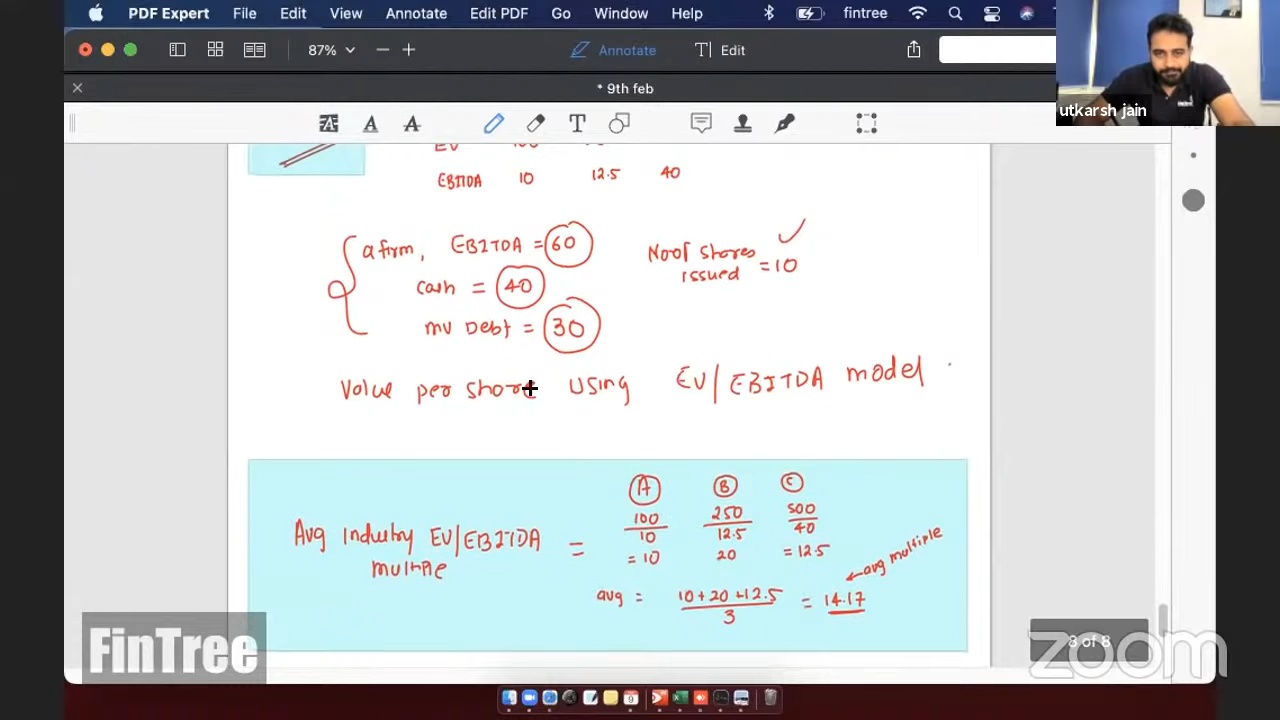 PDF Expert File Edit View Annotate Edit PDF Go Window Help fintree
87% Annotate T Edit
utkarsh jain
* 9th feb
A A A T
EBITDA 10 12.5 40
a firm, EBITDA = 60
No of shares issued = 10
cash = 40
mv Debt = 30
Value per share using EV/EBITDA model
A B C
Avg Industry EV/EBITDA multiple =
100/10 250/12.5 500/40
= 10 20 = 12.5
avg multiple
avg = 10+20+12.5/3 = 14.17
FinTree
8 of 8
zoom